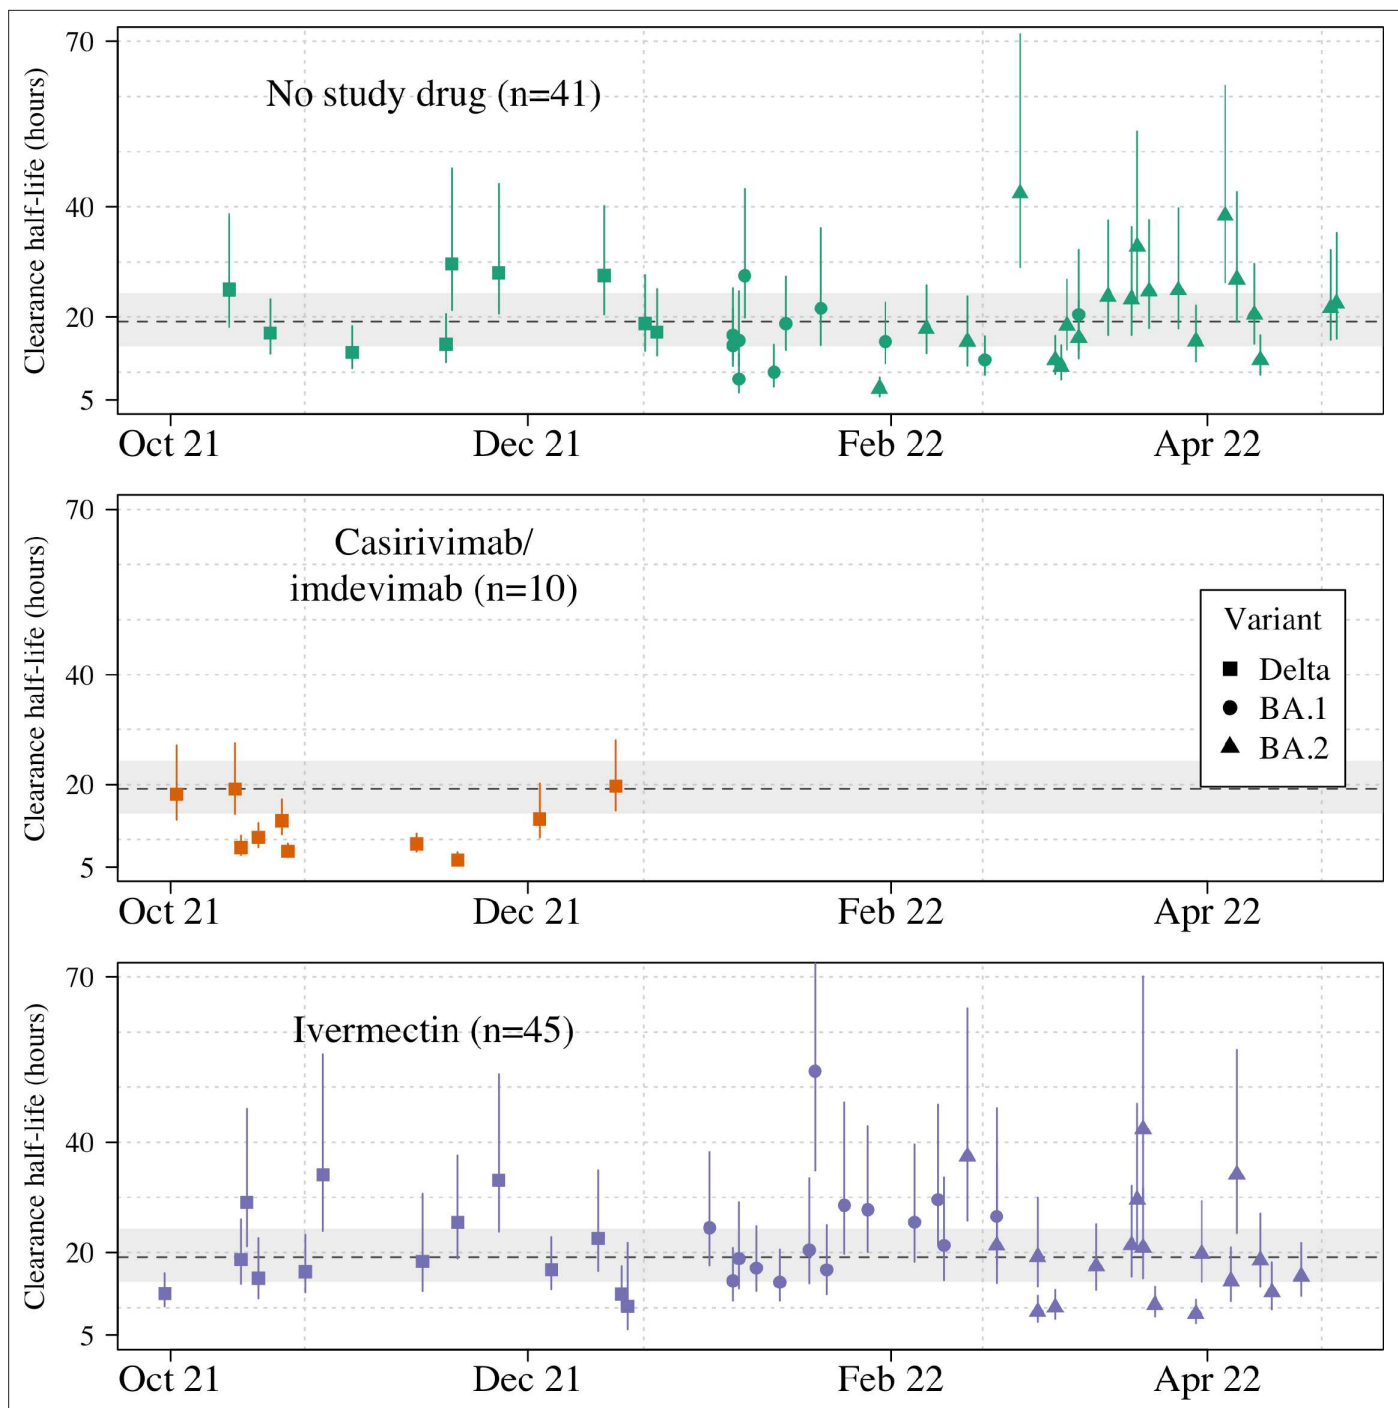 Clearance half-life (hours)
70
40
20
5
No study drug (n=41)
Oct 21
Dec 21
Feb 22
Apr 22
Clearance half-life (hours)
70
40
20
5
Casirivimab/
imdevimab (n=10)
Variant
Delta
BA.1
BA.2
Oct 21
Dec 21
Feb 22
Apr 22
Clearance half-life (hours)
70
40
20
5
Ivermectin (n=45)
Oct 21
Dec 21
Feb 22
Apr 22